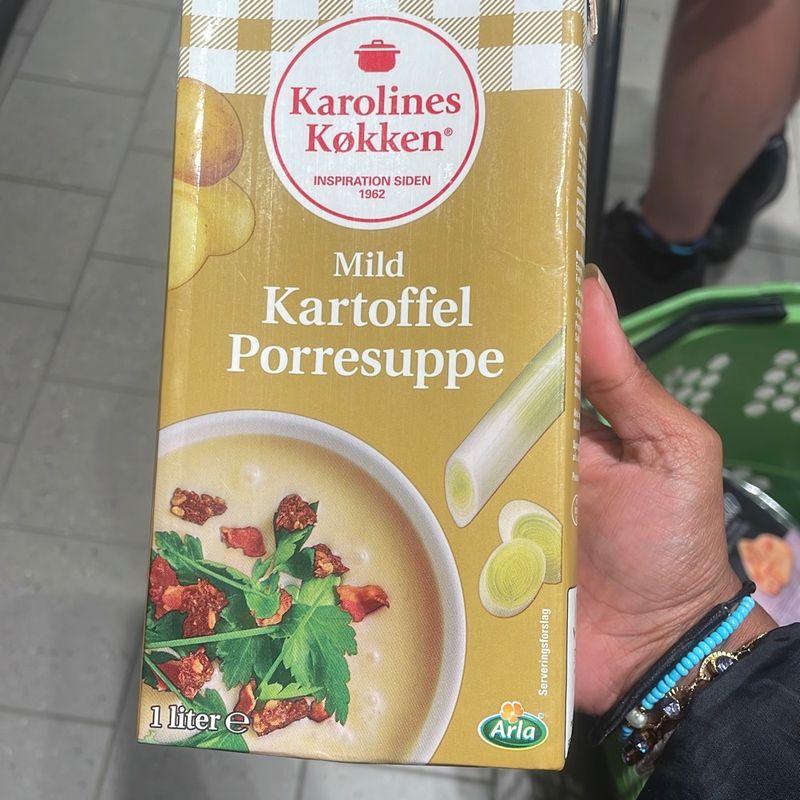 Karolines
Køkken®
INSPIRATION SIDEN
1962
Mild
Kartoffel
Porresuppe
Serveringsforslag
1 liter ℮
Arla